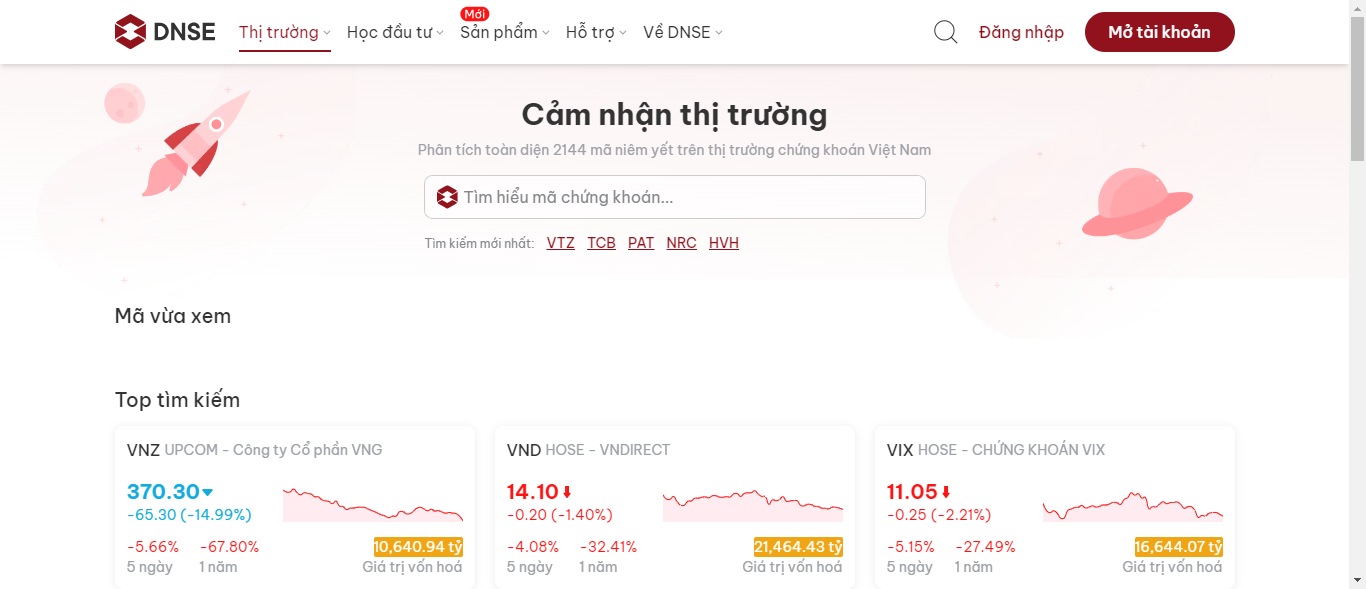 DNSE
Thị trường
Học đầu tư
Mới
Sản phẩm
Hỗ trợ
Về DNSE
Đăng nhập
Mở tài khoản
Cảm nhận thị trường
Phân tích toàn diện 2144 mã niêm yết trên thị trường chứng khoán Việt Nam
Tìm hiểu mã chứng khoán...
Tìm kiếm mới nhất: VTZ TCB PAT NRC HVH
Mã vừa xem
Top tìm kiếm
VNZ UPCOM - Công ty Cổ phần VNG
370.30
-65.30 (-14.99%)
-5.66% -67.80% 10,640.94 tỷ
5 ngày 1 năm Giá trị vốn hoá
VND HOSE - VNDIRECT
14.10
-0.20 (-1.40%)
-4.08% -32.41% 21,464.43 tỷ
5 ngày 1 năm Giá trị vốn hoá
VIX HOSE - CHỨNG KHOÁN VIX
11.05
-0.25 (-2.21%)
-5.15% -27.49% 16,644.07 tỷ
5 ngày 1 năm Giá trị vốn hoá